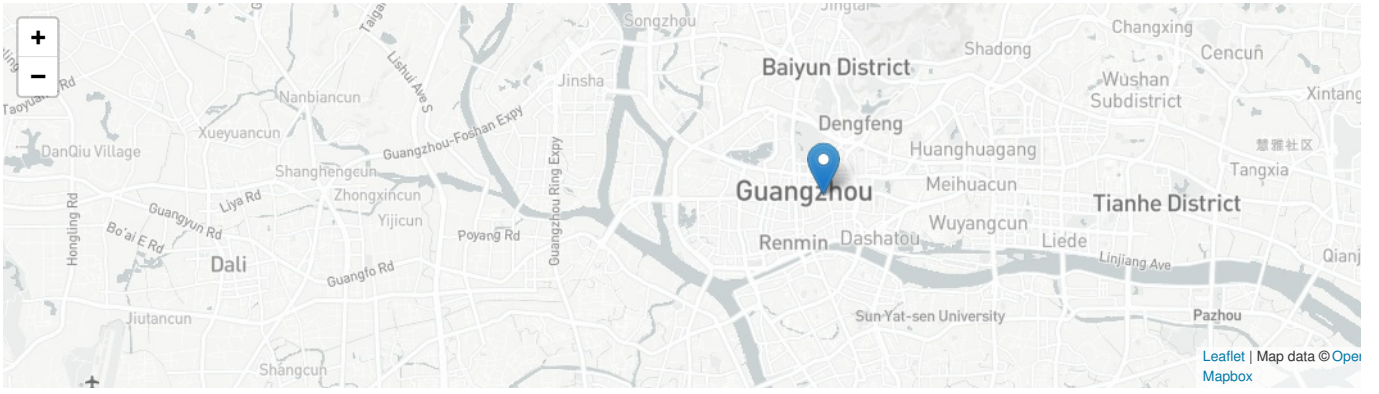 +
−
Songzhou
Jingtai
Changxing
Shadong
Cencun
Lishui Ave S
Jinsha
Baiyun District
Wushan
Subdistrict
Taoyuan Rd
Nanbiancun
Xintang
Xueyuancun
Guangzhou-Foshan Expy
Dengfeng
DanQiu Village
Huanghuagang
慧雅社区
Shanghengcun
Guangzhou Ring Expy
Tangxia
Zhongxincun
Guangzhou
Meihuacun
Liya Rd
Tianhe District
Hongling Rd
Guangyun Rd
Yijicun
Wuyangcun
Bo'ai E Rd
Poyang Rd
Renmin
Dashatou
Liede
Dali
Guangfo Rd
Linjiang Ave
Qianj
Jiutancun
Sun Yat-sen University
Pazhou
Shangcun
Leaflet | Map data © Open
Mapbox